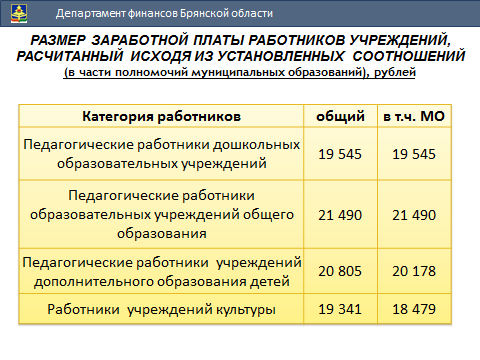 Департамент финансов Брянской области
РАЗМЕР ЗАРАБОТНОЙ ПЛАТЫ РАБОТНИКОВ УЧРЕЖДЕНИЙ,
РАСЧИТАННЫЙ ИСХОДЯ ИЗ УСТАНОВЛЕННЫХ СООТНОШЕНИЙ
(в части полномочий муниципальных образований), рублей
Категория работников общий в т.ч. МО
Педагогические работники дошкольных
образовательных учреждений 19 545 19 545
Педагогические работники
образовательных учреждений общего 21 490 21 490
образования
Педагогические работники учреждений
дополнительного образования детей 20 805 20 178
Работники учреждений культуры 19 341 18 479